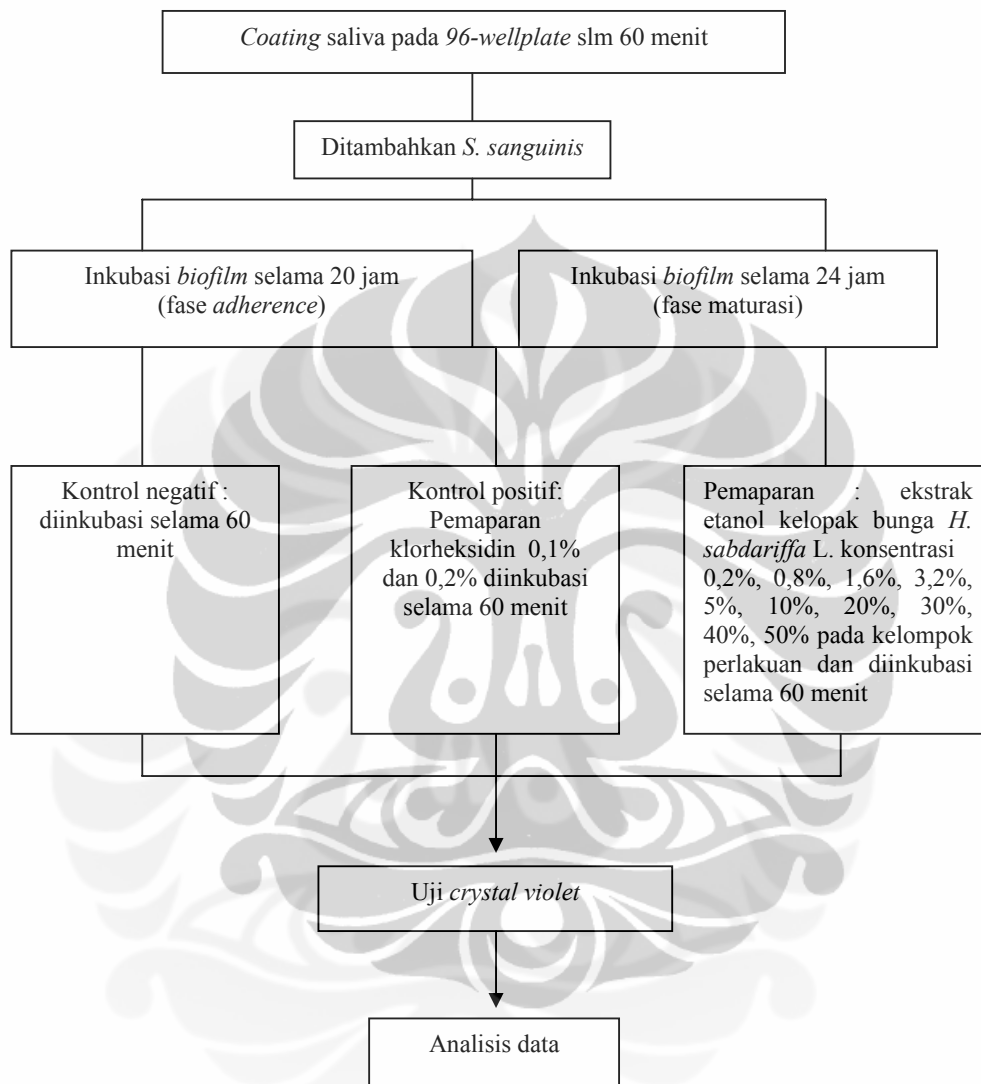 Coating saliva pada 96-wellplate slm 60 menit
Ditambahkan S. sanguinis
Inkubasi biofilm selama 20 jam
(fase adherence)
Inkubasi biofilm selama 24 jam
(fase maturasi)
Kontrol negatif :
diinkubasi selama 60
menit
Kontrol positif:
Pemaparan
klorheksidin 0,1%
dan 0,2% diinkubasi
selama 60 menit
Pemaparan : ekstrak
etanol kelopak bunga H.
sabdariffa L. konsentrasi
0,2%, 0,8%, 1,6%, 3,2%,
5%, 10%, 20%, 30%,
40%, 50% pada kelompok
perlakuan dan diinkubasi
selama 60 menit
Uji crystal violet
Analisis data